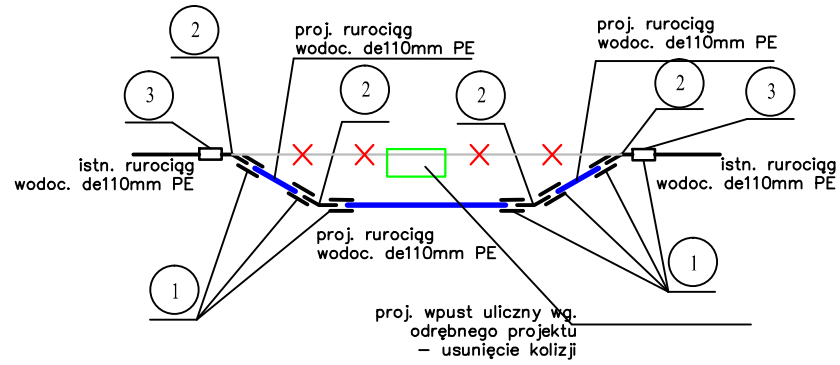 2
proj. rurociąg
wodoc. de110mm PE
proj. rurociąg
wodoc. de110mm PE
3
2
2
2
3
istn. rurociąg
wodoc. de110mm PE
istn. rurociąg
wodoc. de110mm PE
proj. rurociąg
wodoc. de110mm PE
1
1
proj. wpust uliczny wg.
odrębnego projektu
– usunięcie kolizji